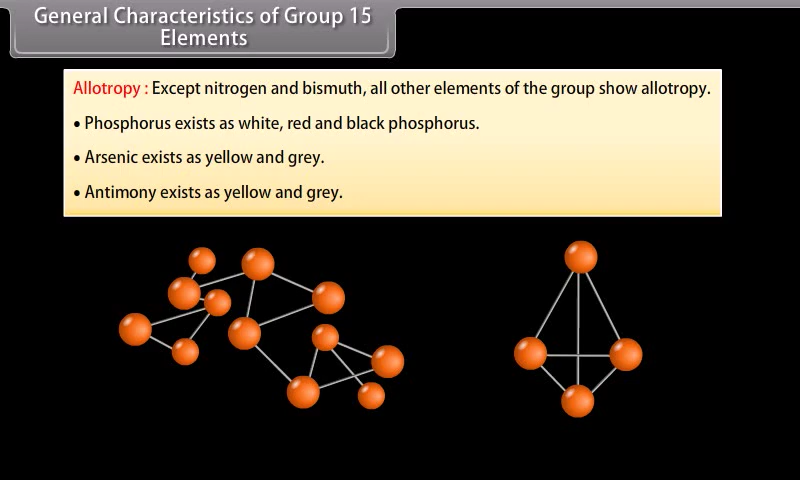 General Characteristics of Group 15
Elements
Allotropy : Except nitrogen and bismuth, all other elements of the group show allotropy.
• Phosphorus exists as white, red and black phosphorus.
• Arsenic exists as yellow and grey.
• Antimony exists as yellow and grey.